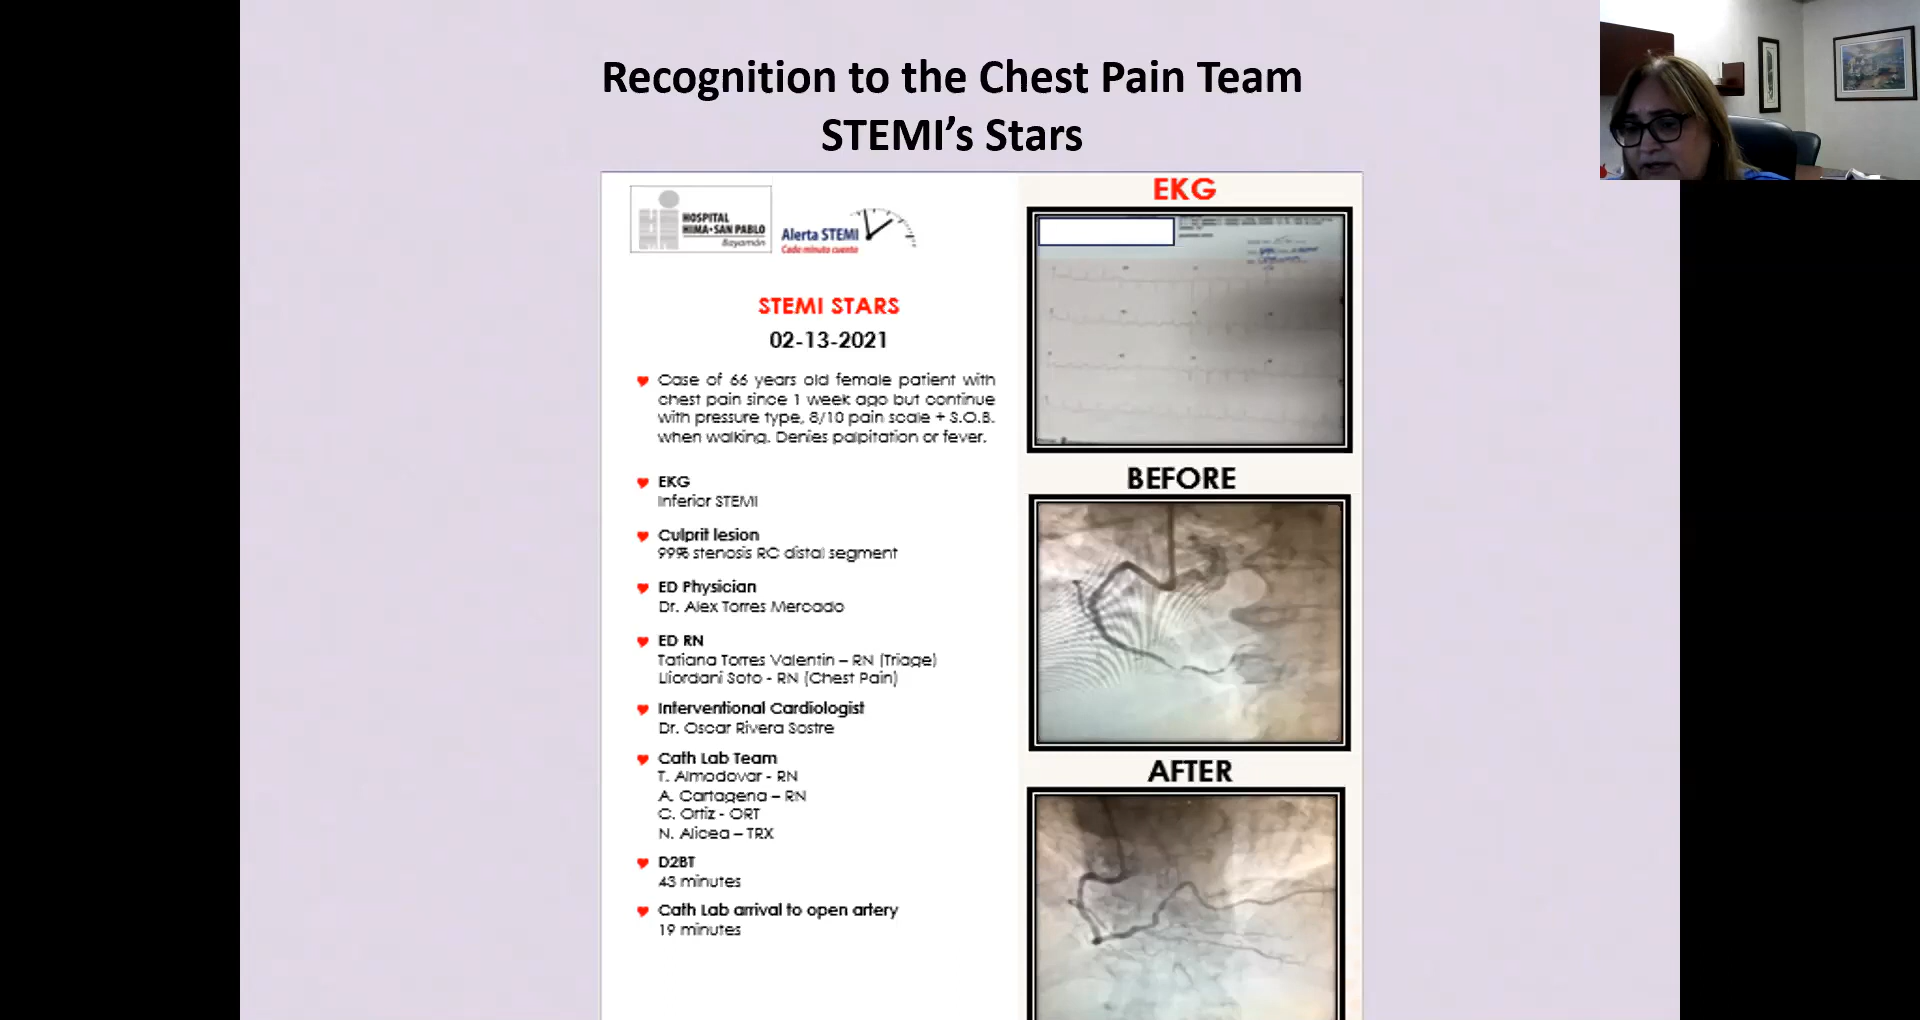 Recognition to the Chest Pain Team
STEMI’s Stars
HOSPITAL
HIMA•SAN PABLO
Bayamón
Alerta STEMI
Cada minuto cuenta
STEMI STARS
02-13-2021
Case of 66 years old female patient with
chest pain since 1 week ago but continue
with pressure type, 8/10 pain scale + S.O.B.
when walking. Denies palpitation or fever.
EKG
Inferior STEMI
Culprit lesion
99% stenosis RC distal segment
ED Physician
Dr. Alex Torres Mercado
ED RN
Tatiana Torres Valentin – RN (Triage)
Liordani Soto - RN (Chest Pain)
Interventional Cardiologist
Dr. Oscar Rivera Sostre
Cath Lab Team
T. Almodovar - RN
A. Cartagena – RN
C. Ortiz - ORT
N. Alicea – TRX
D2BT
43 minutes
Cath Lab arrival to open artery
19 minutes
EKG
BEFORE
AFTER